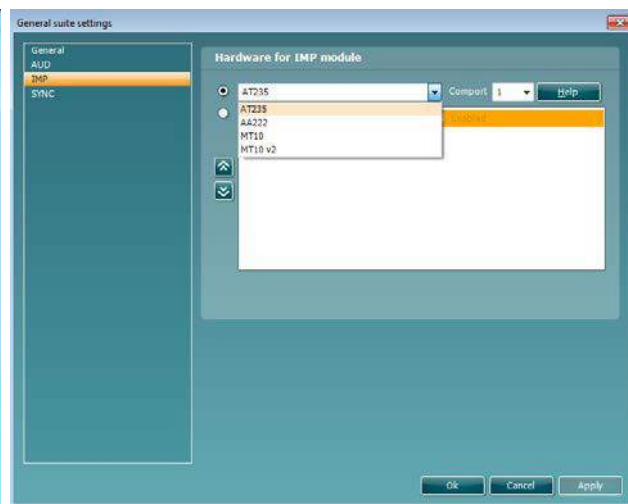 General suite settings
General
AUD
IMP
SYNC
Hardware for IMP module
AT235 Comport 1 Help
AT235
AA222
MT10
MT10 v2
Enabled
Ok Cancel Apply